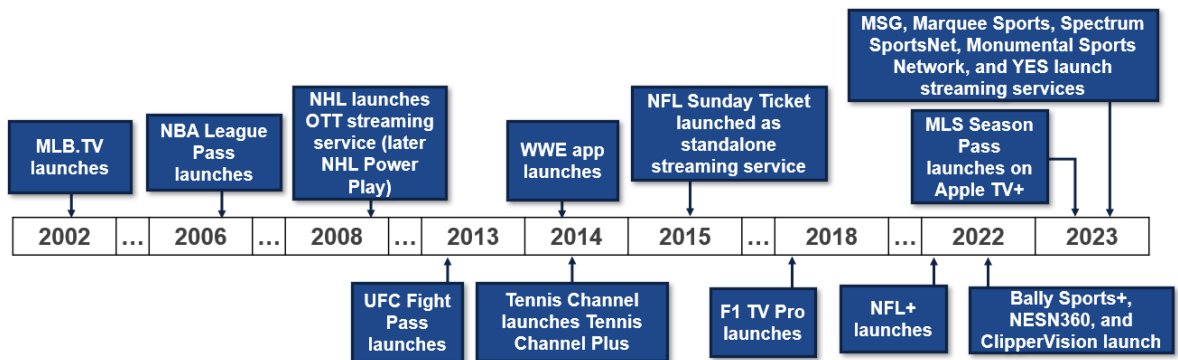 MSG, Marquee Sports, Spectrum
SportsNet, Monumental Sports
Network, and YES launch
streaming services
MLB.TV
launches
NBA League
Pass
launches
NHL launches
OTT streaming
service (later
NHL Power
Play)
WWE app
launches
NFL Sunday Ticket
launched as
standalone
streaming service
MLS Season
Pass
launches on
Apple TV+
2002 ... 2006 ... 2008 ... 2013 2014 2015 ... 2018 ... 2022 2023
UFC Fight
Pass
launches
Tennis Channel
launches Tennis
Channel Plus
F1 TV Pro
launches
NFL+
launches
Bally Sports+,
NESN360, and
ClipperVision launch